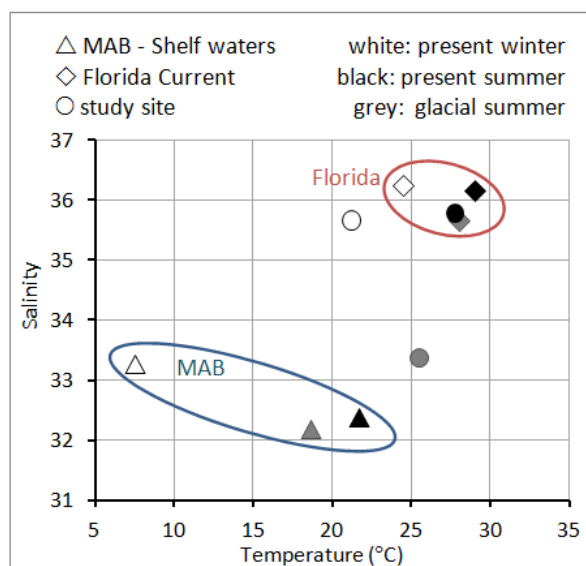 MAB - Shelf waters white: present winter
Florida Current black: present summer
study site grey: glacial summer
37
36
35
34
33
32
31
Salinity
Florida
MAB
5 10 15 20 25 30 35
Temperature (°C)